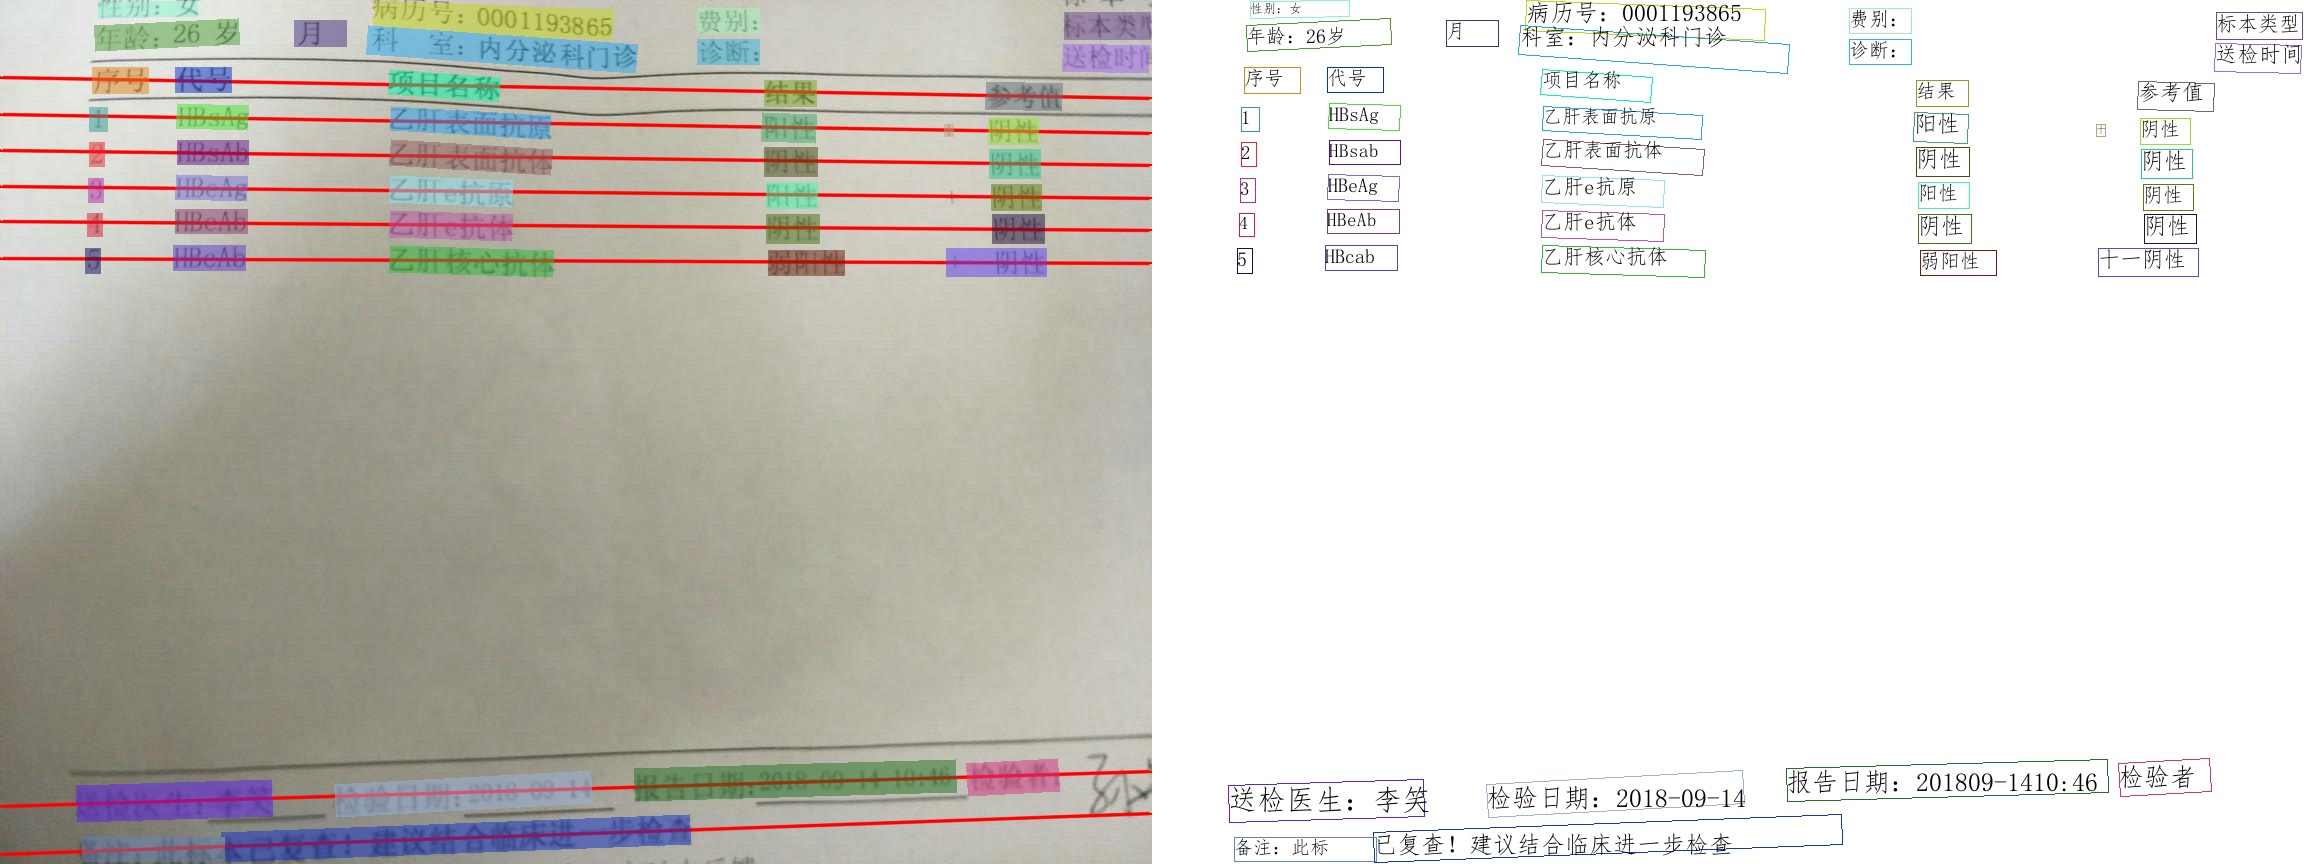 性别: 女
年龄: 26 岁 月
病历号: 0001193865
科 室: 内分泌科门诊
费别:
诊断:
标本类型
送检时间
序号 代号 项目名称 结果 参考值
1 HBsAg 乙肝表面抗原 阳性 + 阴性
2 HBsAb 乙肝表面抗体 阴性 阴性
3 HBeAg 乙肝e抗原 阳性 阴性
4 HBeAb 乙肝e抗体 阴性 阴性
5 HBcAb 乙肝核心抗体 弱阳性 阴性
送检医生: 李笑 检验日期: 2018-09-14 报告日期: 2018-09-14 10:46 检验者
备注: 此标 已复查! 建议结合临床进一步检查
性别: 女
年龄: 26岁 月
病历号: 0001193865
科室: 内分泌科门诊
费别:
诊断:
标本类型
送检时间
序号 代号 项目名称 结果 参考值
1 HBsAg 乙肝表面抗原 阳性 + 阴性
2 HBsab 乙肝表面抗体 阴性 阴性
3 HBeAg 乙肝e抗原 阳性 阴性
4 HBeAb 乙肝e抗体 阴性 阴性
5 HBcab 乙肝核心抗体 弱阳性 十一阴性
送检医生: 李笑 检验日期: 2018-09-14 报告日期: 201809-1410:46 检验者
备注: 此标 已复查! 建议结合临床进一步检查